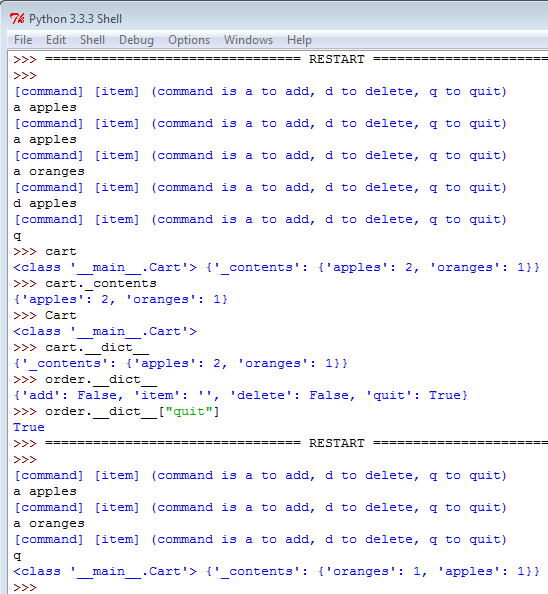 Python 3.3.3 Shell
File Edit Shell Debug Options Windows Help
>>> ================================ RESTART ======================
>>>
[command] [item] (command is a to add, d to delete, q to quit)
a apples
[command] [item] (command is a to add, d to delete, q to quit)
a apples
[command] [item] (command is a to add, d to delete, q to quit)
a oranges
[command] [item] (command is a to add, d to delete, q to quit)
d apples
[command] [item] (command is a to add, d to delete, q to quit)
q
>>> cart
<class '__main__.Cart'> {'_contents': {'apples': 2, 'oranges': 1}}
>>> cart._contents
{'apples': 2, 'oranges': 1}
>>> Cart
<class '__main__.Cart'>
>>> cart.__dict__
{'_contents': {'apples': 2, 'oranges': 1}}
>>> order.__dict__
{'add': False, 'item': '', 'delete': False, 'quit': True}
>>> order.__dict__["quit"]
True
>>> ================================ RESTART ======================
>>>
[command] [item] (command is a to add, d to delete, q to quit)
a apples
[command] [item] (command is a to add, d to delete, q to quit)
a oranges
[command] [item] (command is a to add, d to delete, q to quit)
q
<class '__main__.Cart'> {'_contents': {'oranges': 1, 'apples': 1}}
>>>